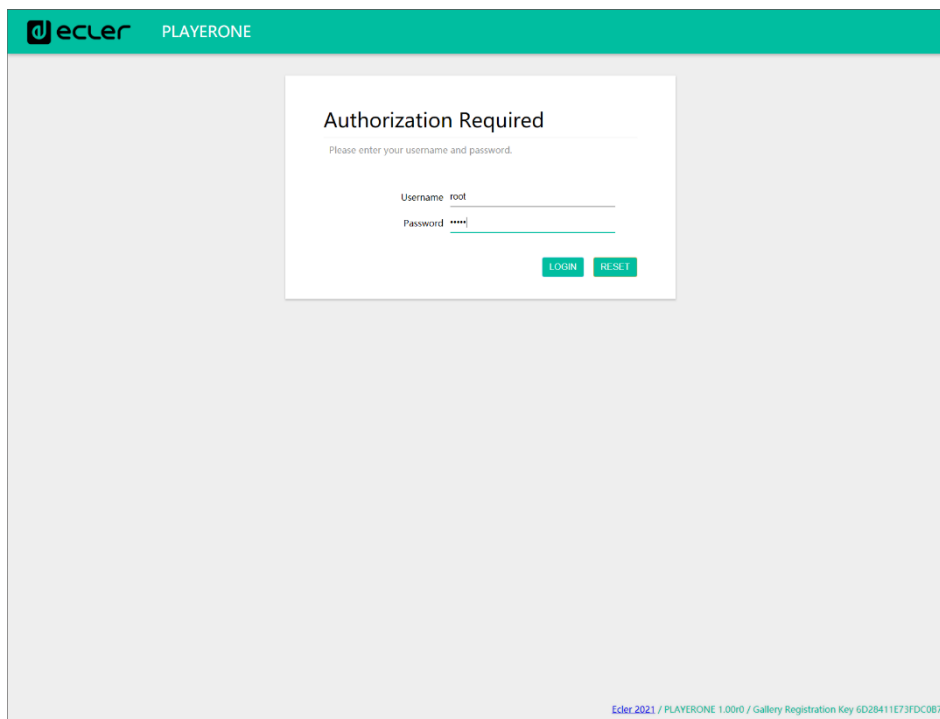 ecler PLAYERONE
Authorization Required
Please enter your username and password.
Username root
Password •••••
LOGIN RESET
Ecler 2021 / PLAYERONE 1.00r0 / Gallery Registration Key 6D28411E73FDC0B7